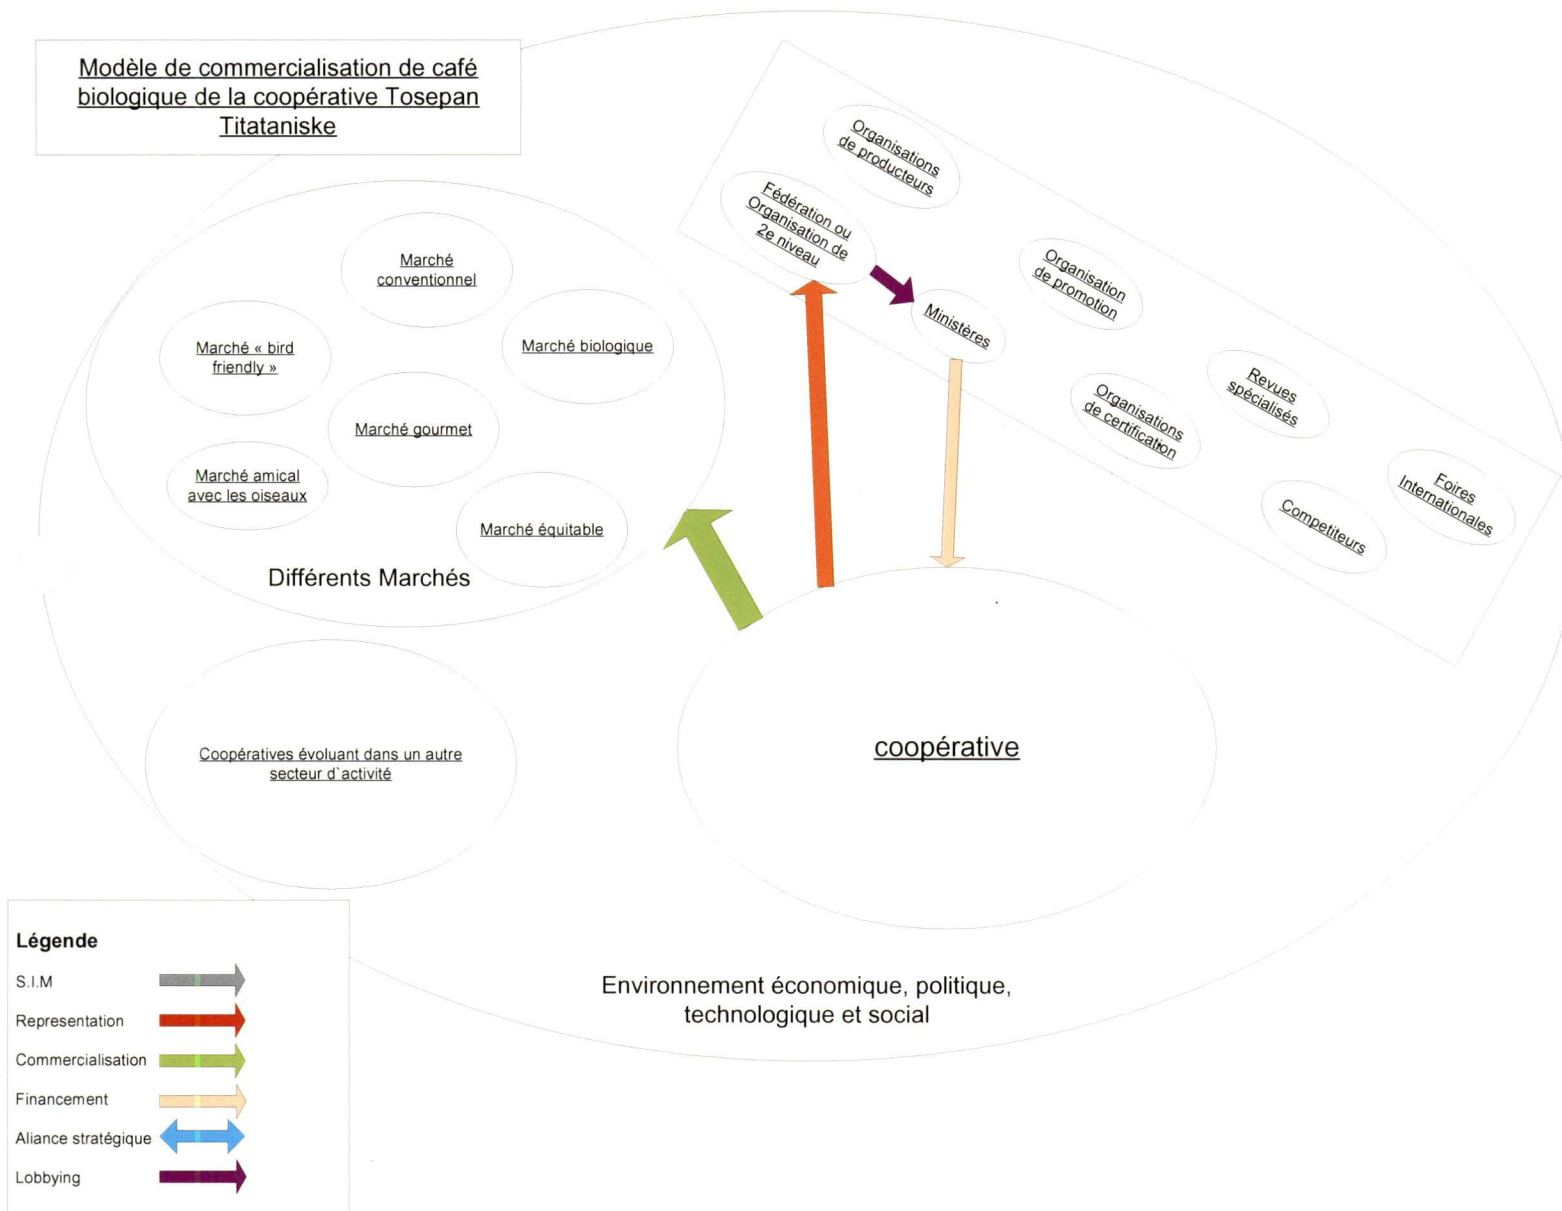 Modèle de commercialisation de café
biologique de la coopérative Tosepan
Titataniske
Organisations
de producteurs
Fédération ou
Organisation de
2e niveau
Organisation
de promotion
Ministères
Revues
spécialisés
Organisations
de certification
Foires
Internationales
Competiteurs
Marché
conventionnel
Marché « bird
friendly »
Marché biologique
Marché gourmet
Marché amical
avec les oiseaux
Marché équitable
Différents Marchés
Coopératives évoluant dans un autre
secteur d`activité
coopérative
Environnement économique, politique,
technologique et social
Légende
S.I.M
Representation
Commercialisation
Financement
Aliance stratégique
Lobbying